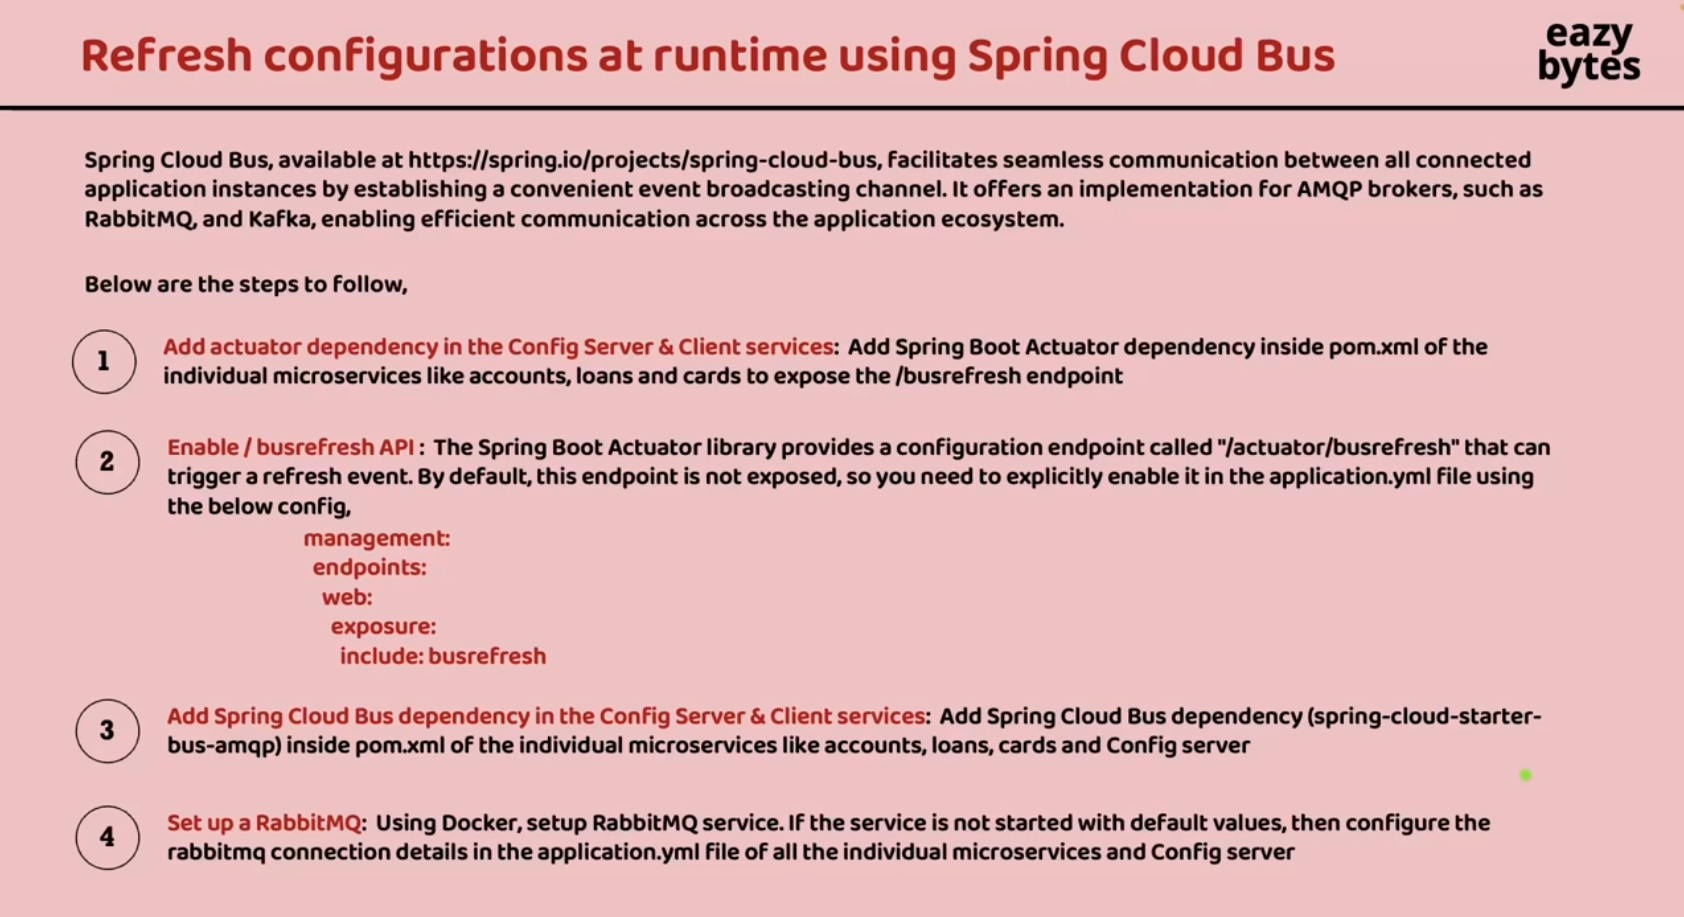 Refresh configurations at runtime using Spring Cloud Bus
eazy
bytes
Spring Cloud Bus, available at https://spring.io/projects/spring-cloud-bus, facilitates seamless communication between all connected
application instances by establishing a convenient event broadcasting channel. It offers an implementation for AMQP brokers, such as
RabbitMQ, and Kafka, enabling efficient communication across the application ecosystem.
Below are the steps to follow,
1
Add actuator dependency in the Config Server & Client services: Add Spring Boot Actuator dependency inside pom.xml of the
individual microservices like accounts, loans and cards to expose the /busrefresh endpoint
2
Enable / busrefresh API : The Spring Boot Actuator library provides a configuration endpoint called "/actuator/busrefresh" that can
trigger a refresh event. By default, this endpoint is not exposed, so you need to explicitly enable it in the application.yml file using
the below config,
management:
endpoints:
web:
exposure:
include: busrefresh
3
Add Spring Cloud Bus dependency in the Config Server & Client services: Add Spring Cloud Bus dependency (spring-cloud-starter-
bus-amqp) inside pom.xml of the individual microservices like accounts, loans, cards and Config server
4
Set up a RabbitMQ: Using Docker, setup RabbitMQ service. If the service is not started with default values, then configure the
rabbitmq connection details in the application.yml file of all the individual microservices and Config server